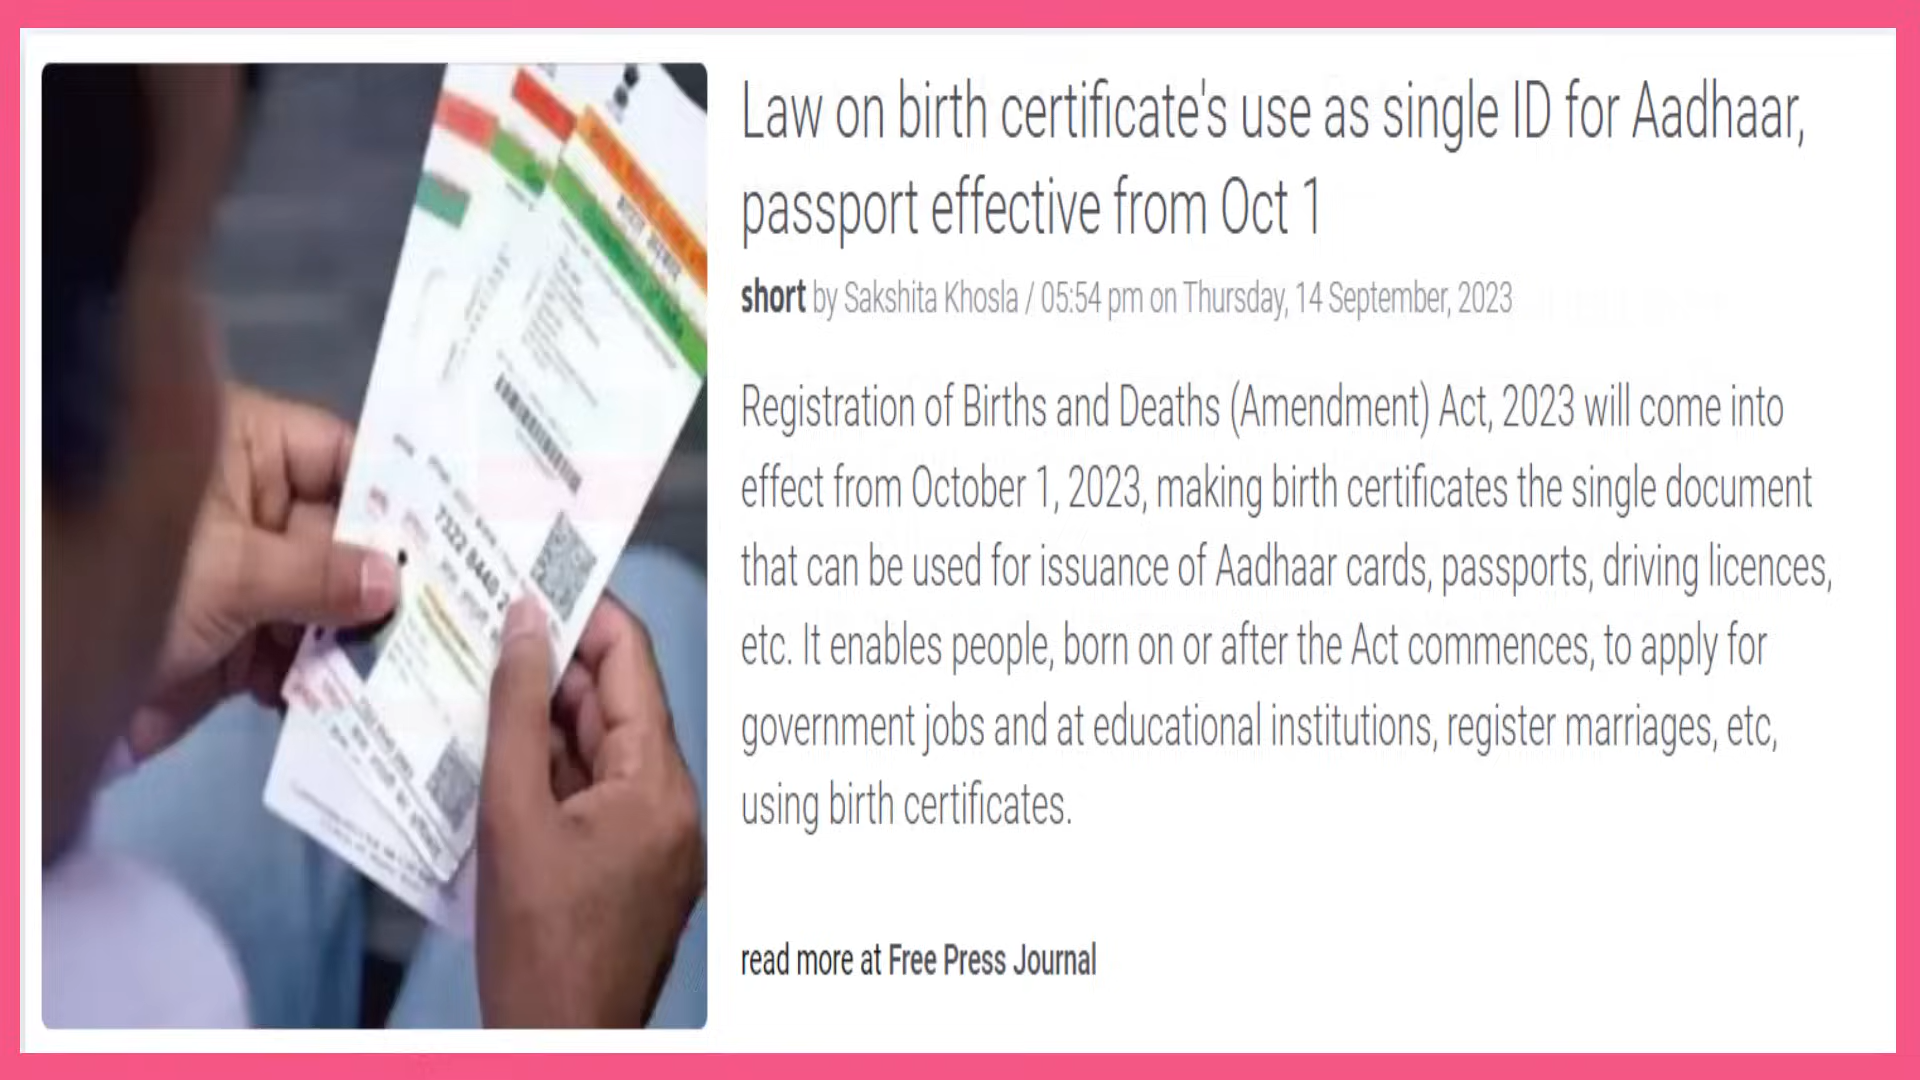 Law on birth certificate's use as single ID for Aadhaar,
passport effective from Oct 1
short by Sakshita Khosla / 05:54 pm on Thursday, 14 September, 2023
Registration of Births and Deaths (Amendment) Act, 2023 will come into
effect from October 1, 2023, making birth certificates the single document
that can be used for issuance of Aadhaar cards, passports, driving licences,
etc. It enables people, born on or after the Act commences, to apply for
government jobs and at educational institutions, register marriages, etc,
using birth certificates.
read more at Free Press Journal